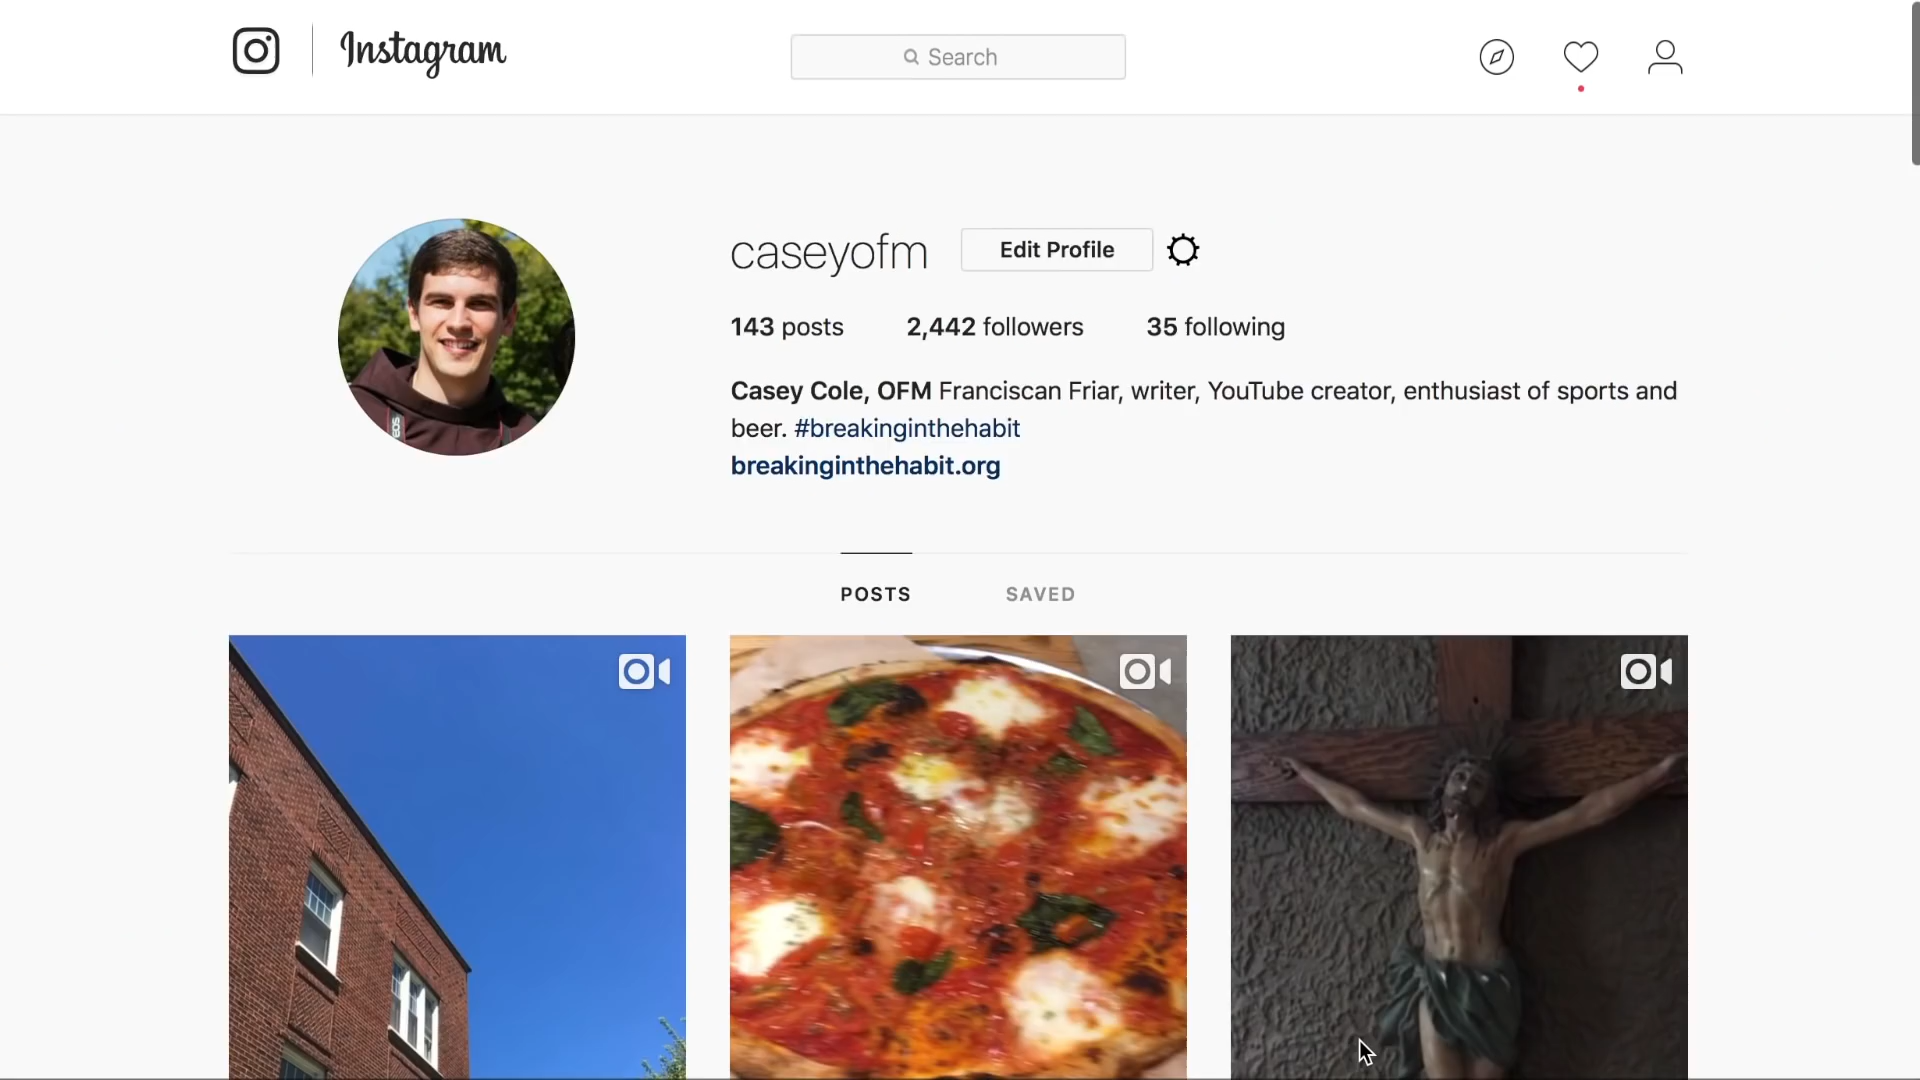 Instagram
Search
caseyofm
Edit Profile
143 posts
2,442 followers
35 following
Casey Cole, OFM Franciscan Friar, writer, YouTube creator, enthusiast of sports and
beer. #breakinginthehabit
breakinginthehabit.org
POSTS
SAVED